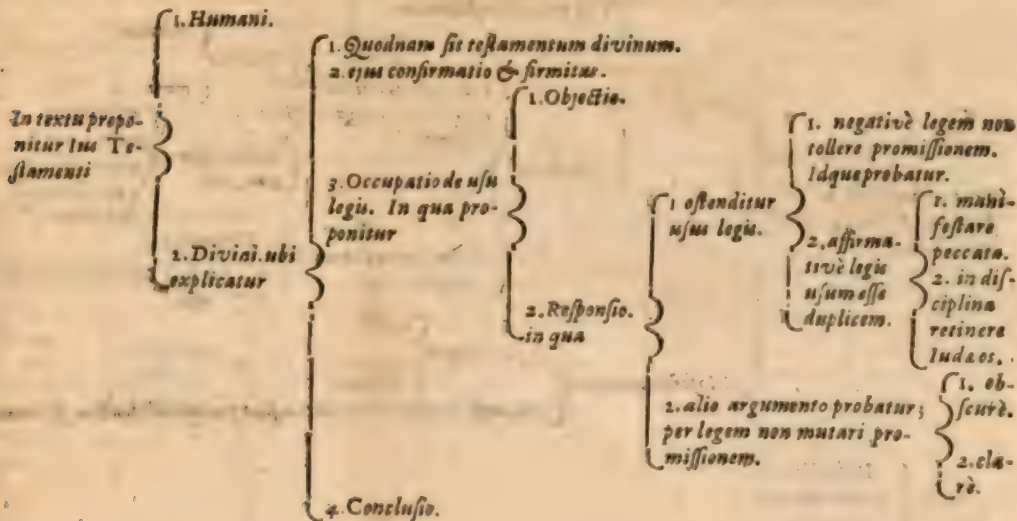 In textu propo-
nitur Ius Te-
stamenti
1. Humani.
2. Divini. ubi
explicatur
1. Quodnam sit testamentum divinum.
2. ejus confirmatio & firmitas.
3. Occupatio de usu
legis. In qua pro-
ponitur
1. Objectio.
2. Responsio.
in qua
1 ostenditur
usus legis.
1. negativè legem non
tollere promissionem.
Idque probatur.
2. affirma-
tivè legis
usum esse
duplicem.
1. mani-
festare
peccata.
2. in dis-
ciplina
retinere
Iudæos.
2. alio argumento probatur;
per legem non mutari pro-
missionem.
1. ob-
scurè.
2. cla-
rè.
4. Conclusio.